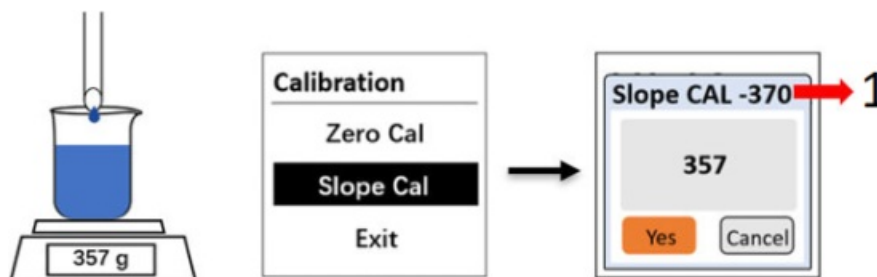 357 g
Calibration
Zero Cal
Slope Cal
Exit
Slope CAL -370
1
357
Yes
Cancel